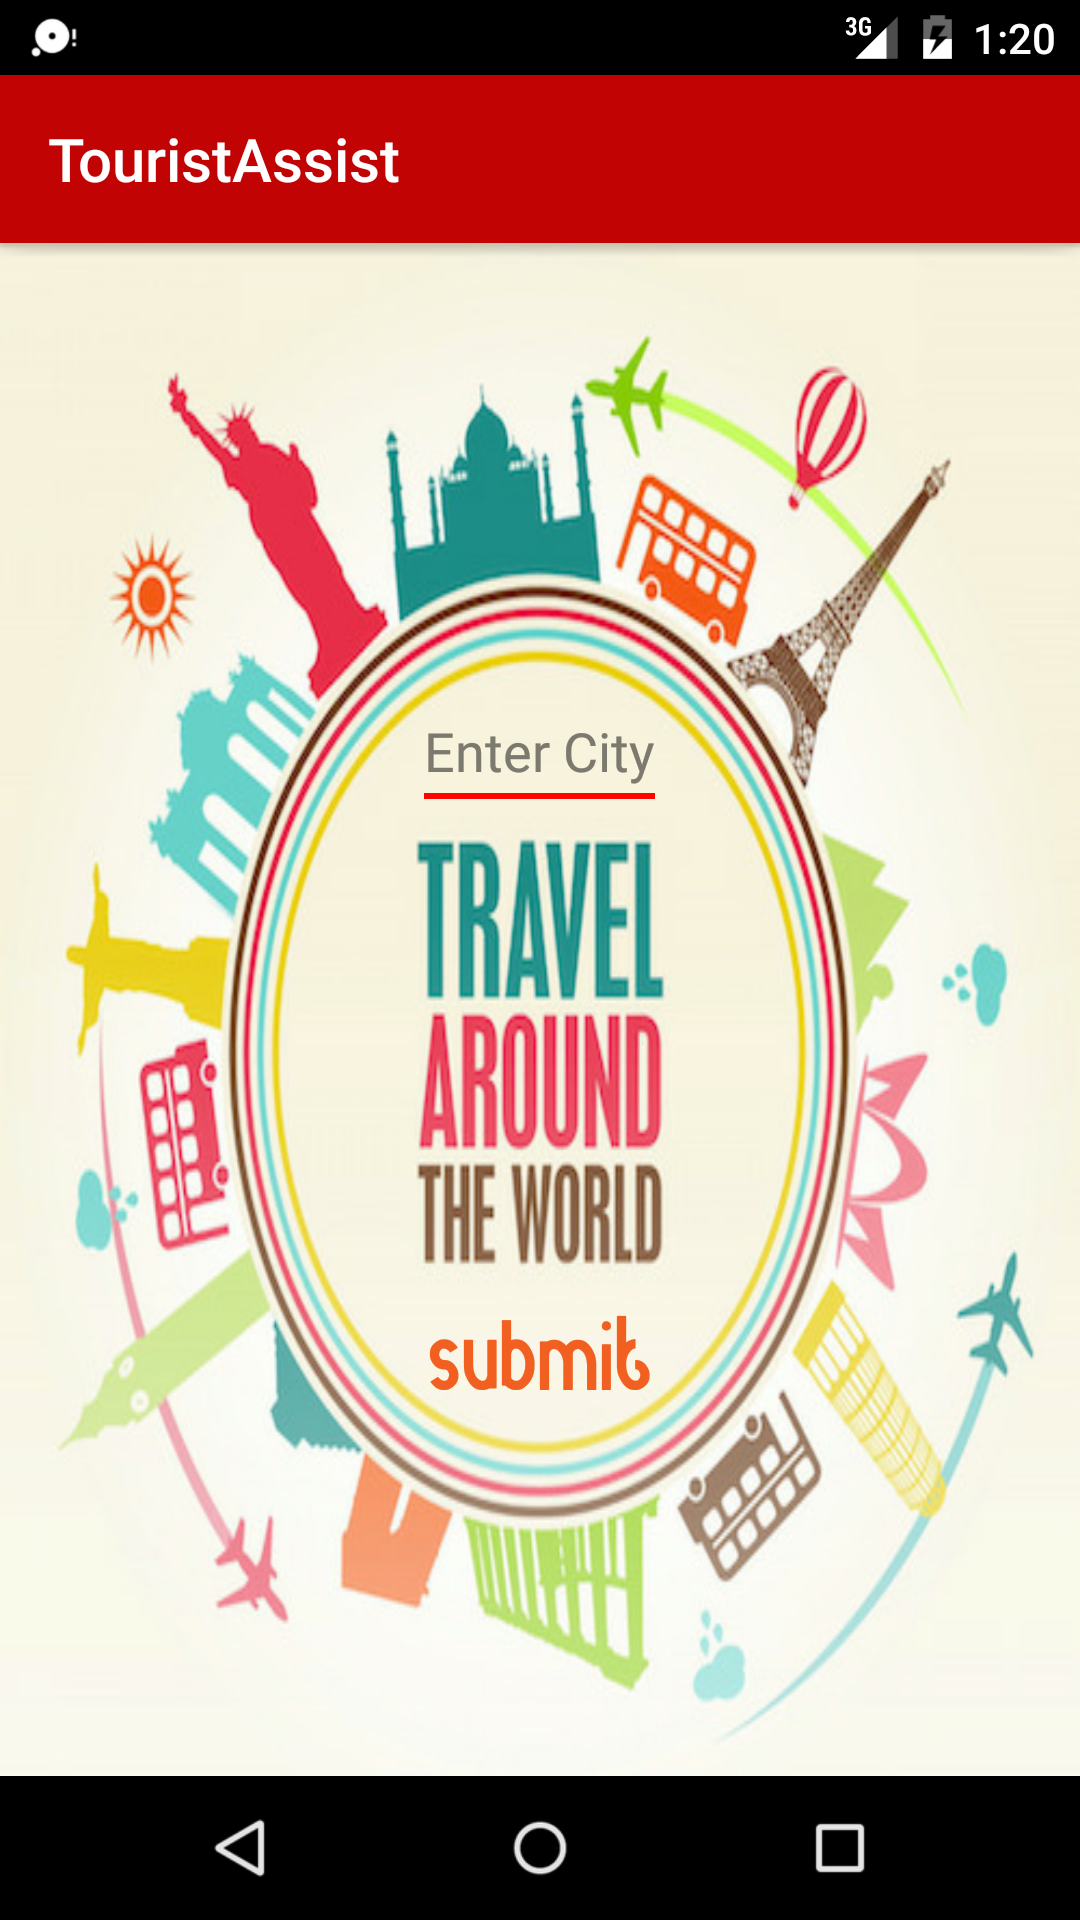 3G
1:20
TouristAssist
Enter City
TRAVEL
AROUND
THE WORLD
submit